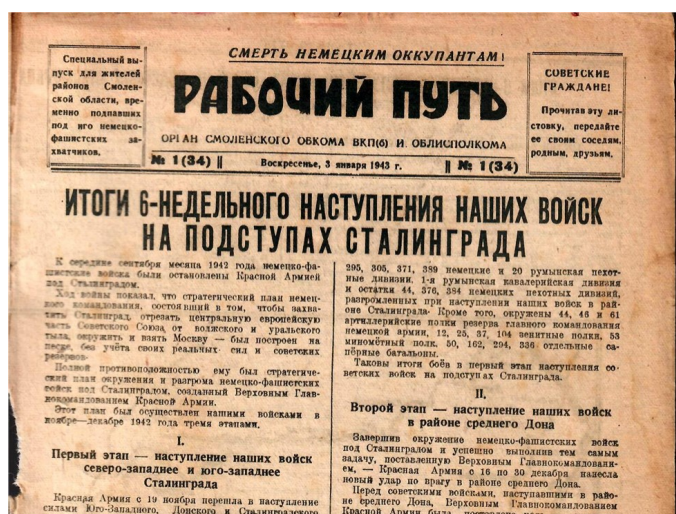 СМЕРТЬ НЕМЕЦКИМ ОККУПАНТАМ!
Специальный вы-
пуск для жителей
районов Смолен-
ской области, вре-
менно подпавших
под иго немецко-
фашистских за-
хватчиков.
РАБОЧИЙ ПУТЬ
ОРГАН СМОЛЕНСКОГО ОБКОМА ВКП(б) И ОБЛИСПОЛКОМА
СОВЕТСКИЕ
ГРАЖДАНЕ!
Прочитав эту ли-
стовку, передайте
ее своим соседям,
родным, друзьям.
№ 1(34) || Воскресенье, 3 января 1943 г. || № 1(34)
ИТОГИ 6-НЕДЕЛЬНОГО НАСТУПЛЕНИЯ НАШИХ ВОЙСК
НА ПОДСТУПАХ СТАЛИНГРАДА
К середине сентября месяца 1942 года немецко-фа-
шистские войска были остановлены Красной Армией
под Сталинградом.
Ход войны показал, что стратегический план немец-
кого командования, состоявший в том, чтобы захва-
тить Сталинград, отрезать центральную европейскую
часть Советского Союза от волжского и уральского
тыла, окружить и взять Москву — был построен на
песке, без учёта своих реальных сил и советских
резервов.
Полной противоположностью ему был стратегиче-
ский план окружения и разгрома немецко-фашистских
войск под Сталинградом, созданный Верховным Глав-
нокомандованием Красной Армии.
Этот план был осуществлен нашими войсками в
ноябре—декабре 1942 года тремя этапами.
I.
Первый этап — наступление наших войск
северо-западнее и юго-западнее
Сталинграда
Красная Армия с 19 ноября перешла в наступление
силами Юго-Западного, Донского и Сталинградского
295, 305, 371, 389 немецкие и 20 румынская пехот-
ные дивизии. 1-я румынская кавалерийская дивизия
и остатки 44, 376, 384 немецких пехотных дивизий,
разгромленных при наступлении наших войск в рай-
оне Сталинграда. Кроме того, окружены 44, 46 и 61
артиллерийские полки резерва главного командования
немецкой армии, 12, 25, 37, 104 зенитные полки, 53
миномётный полк, 50, 162, 294, 336 отдельные са-
пёрные батальоны.
Таковы итоги боев в первый этап наступления со-
ветских войск на подступах Сталинграда.
II.
Второй этап — наступление наших войск
в районе среднего Дона
Завершив окружение немецко-фашистских войск
под Сталинградом и успешно выполнив тем самым
задачу, поставленную Верховным Главнокомандовани-
ем, — Красная Армия с 16 по 30 декабря нанесла
новый удар по врагу в районе среднего Дона.
Перед советскими войсками, наступавшими в райо-
не среднего Дона, Верховным Главнокомандованием
Красной Армии была поставлена